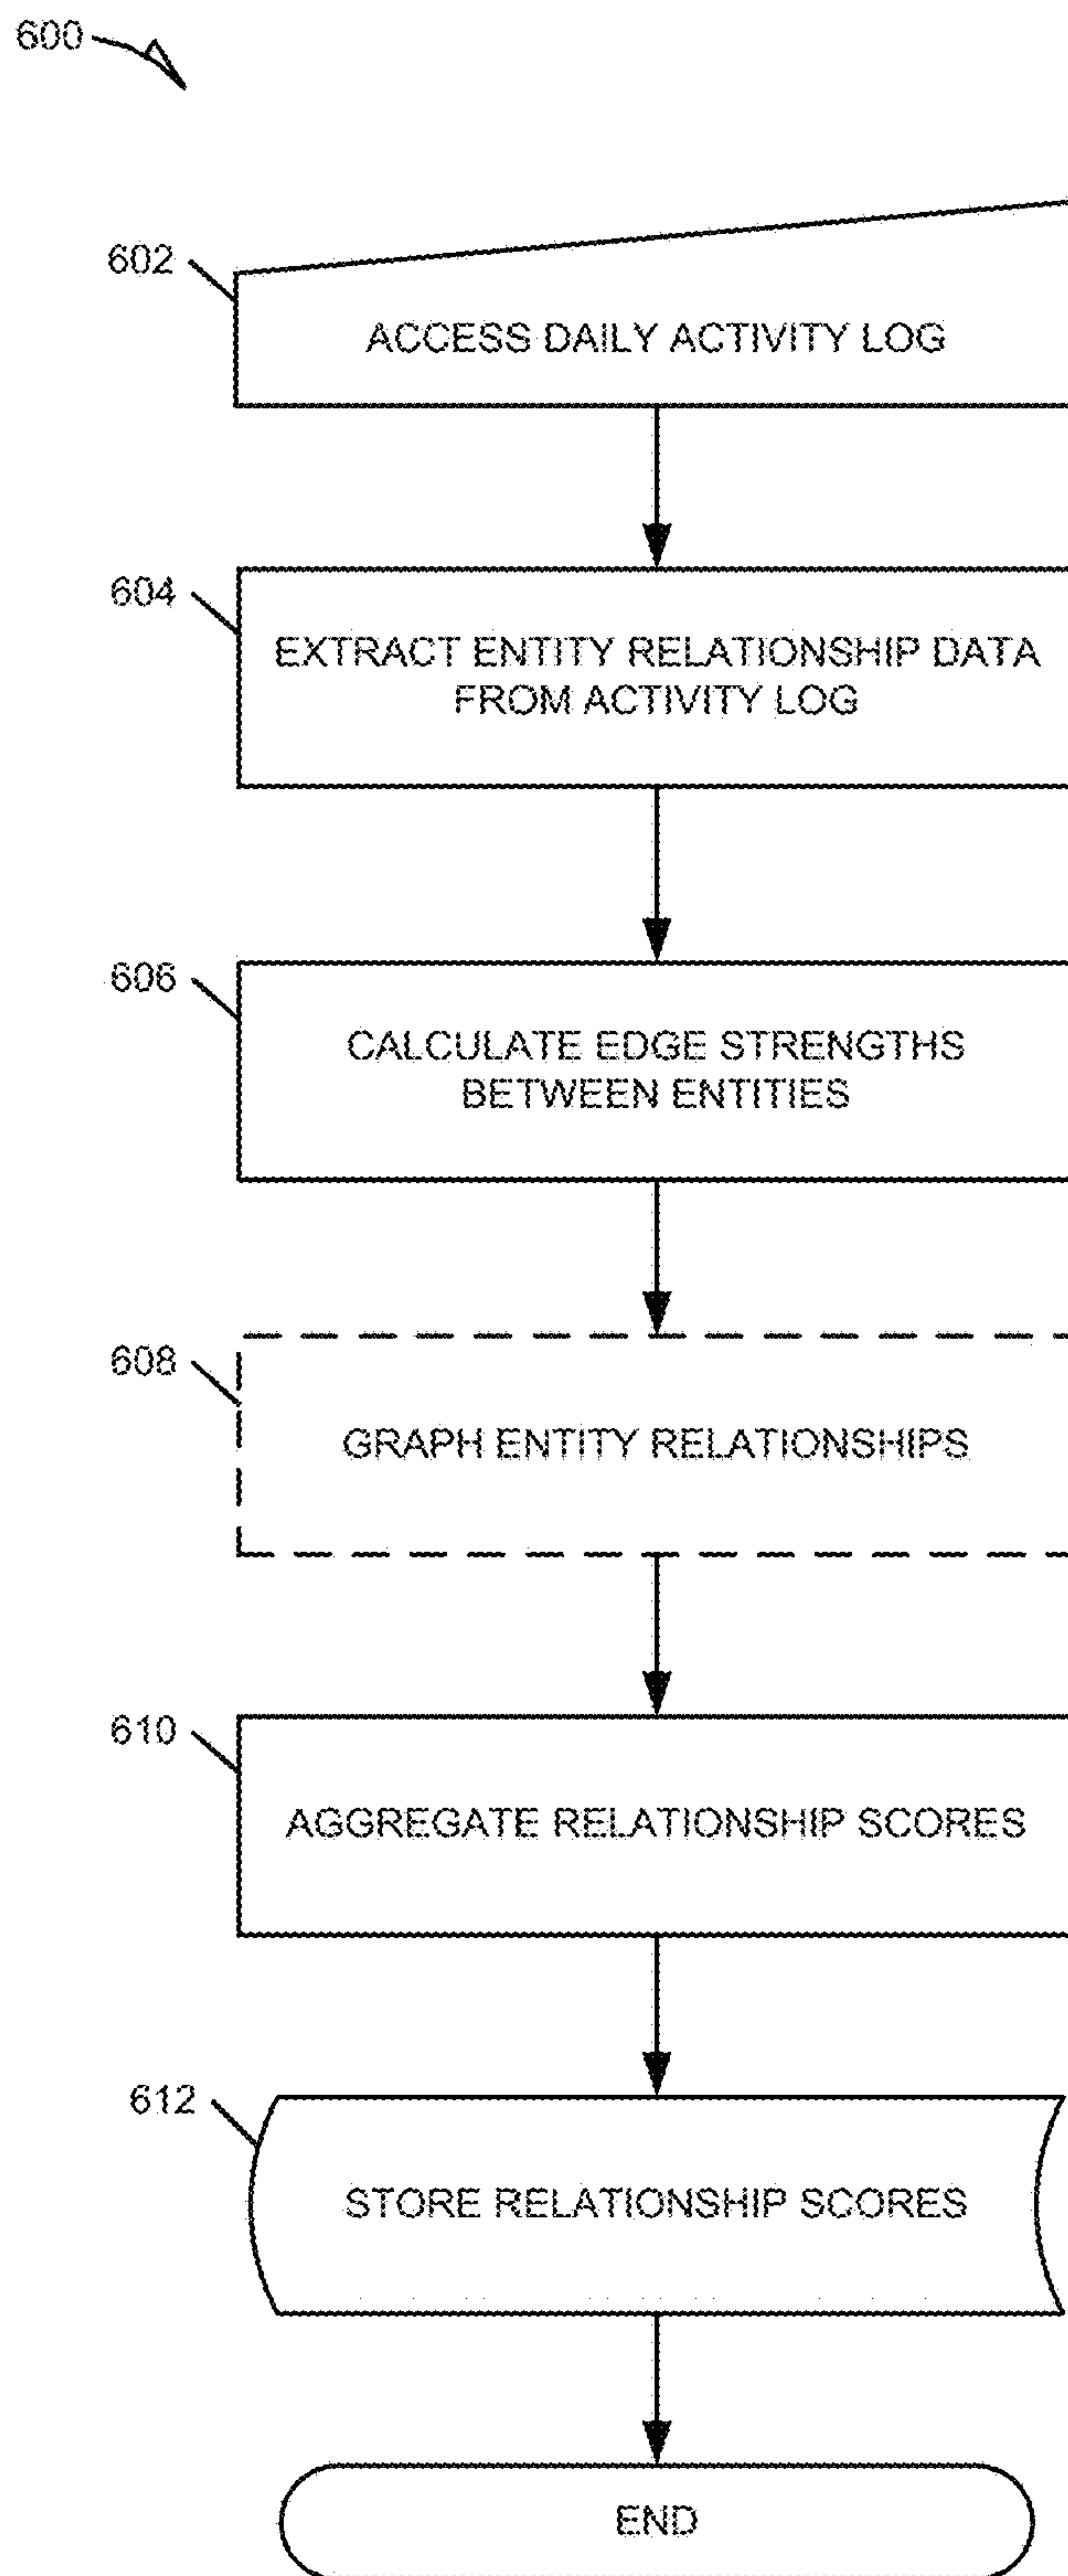 600
602
ACCESS DAILY ACTIVITY LOG
604
EXTRACT ENTITY RELATIONSHIP DATA
FROM ACTIVITY LOG
606
CALCULATE EDGE STRENGTHS
BETWEEN ENTITIES
608
GRAPH ENTITY RELATIONSHIPS
610
AGGREGATE RELATIONSHIP SCORES
612
STORE RELATIONSHIP SCORES
END